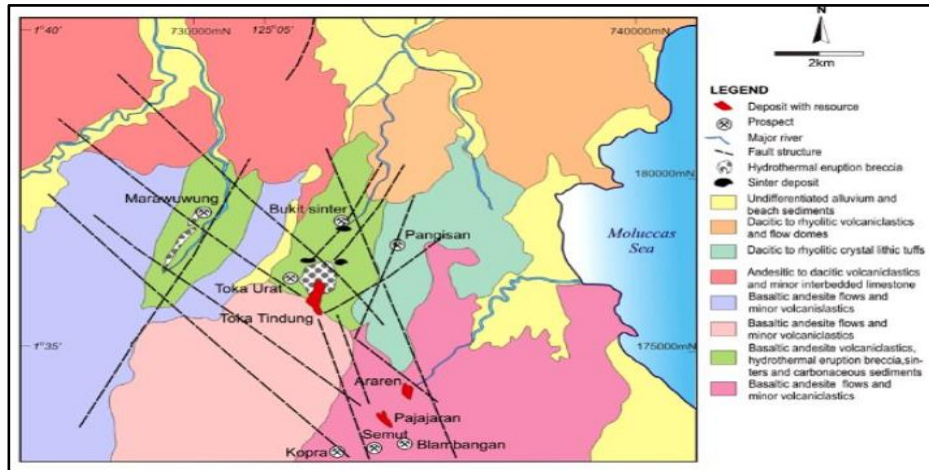 1°40'
730000mN
125°05'
740000mN
N
2km
LEGEND
Deposit with resource
Prospect
Major river
Fault structure
Hydrothermal eruption breccia
Sinter deposit
Undifferentiated alluvium and
beach sediments
Dacitic to rhyolitic volcaniclastics
and flow domes
Dacitic to rhyolitic crystal lithic tuffs
Andesitic to dacitic volcaniclastics
and minor interbedded limestone
Basaltic andesite flows and
minor volcanislastics
Basaltic andesite flows and
minor volcaniclastics
Basaltic andesite volcaniclastics,
hydrothermal eruption breccia,sin-
ters and carbonaceous sediments
Basaltic andesite flows and
minor volcaniclastics
180000mN
Marawuwung
Bukit sinter
Pangisan
Moluccas
Sea
Toka Urat
Toka Tindung
1°35'
175000mN
Araren
Pajajaran
Semut
Kopra
Blambangan